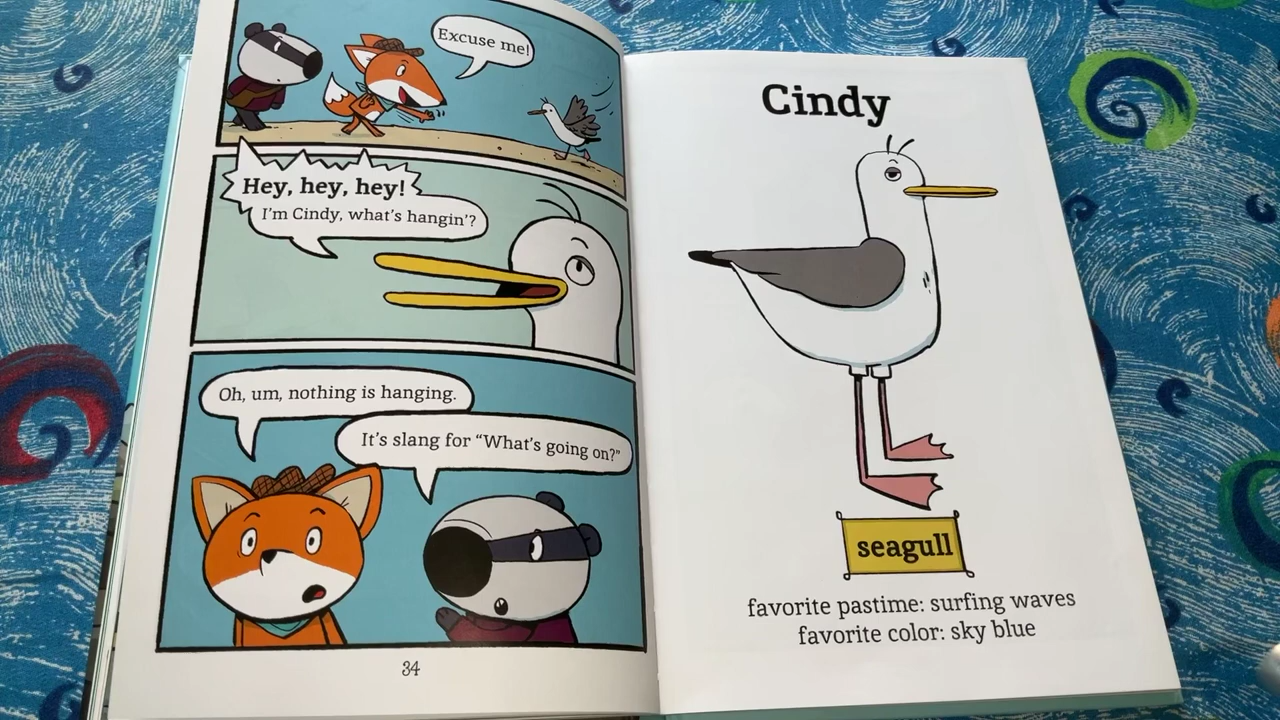 Excuse me!
Hey, hey, hey!
I'm Cindy, what's hangin'?
Oh, um, nothing is hanging.
It's slang for “What's going on?”
34
Cindy
seagull
favorite pastime: surfing waves
favorite color: sky blue